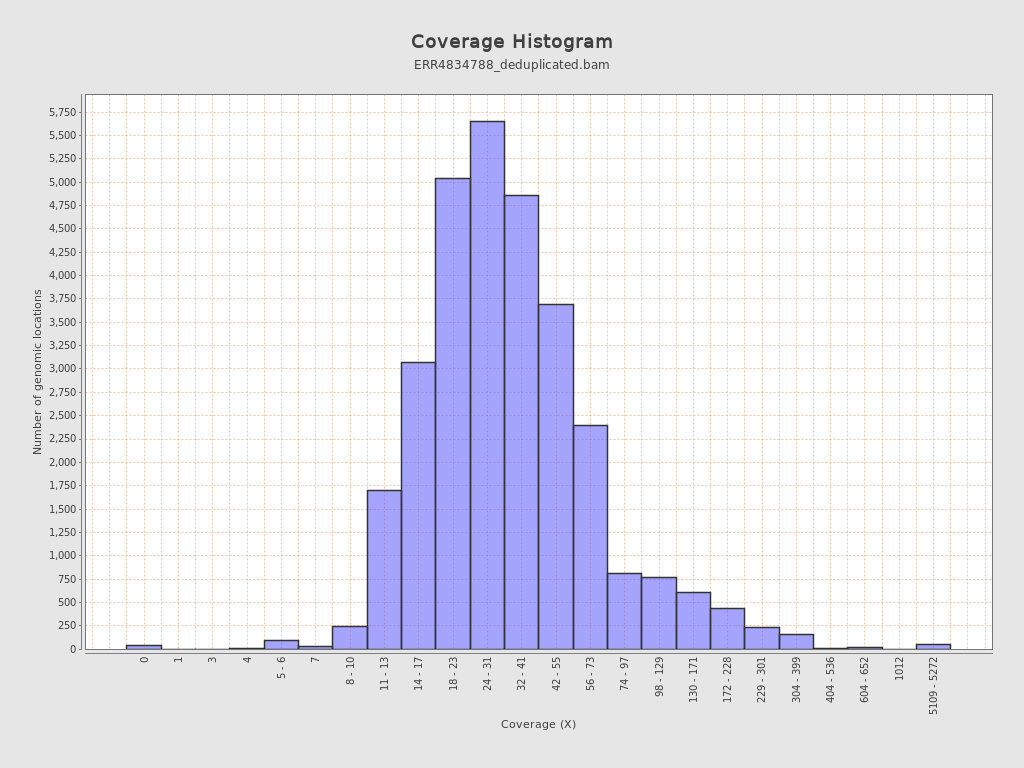 Coverage Histogram
ERR4834788_deduplicated.bam
Number of genomic locations
5,750
5,500
5,250
5,000
4,750
4,500
4,250
4,000
3,750
3,500
3,250
3,000
2,750
2,500
2,250
2,000
1,750
1,500
1,250
1,000
750
500
250
0
0
1
3
4
5 - 6
7
8 - 10
11 - 13
14 - 17
18 - 23
24 - 31
32 - 41
42 - 55
56 - 73
74 - 97
98 - 129
130 - 171
172 - 228
229 - 301
304 - 399
404 - 536
604 - 652
1012
5109 - 5272
Coverage (X)